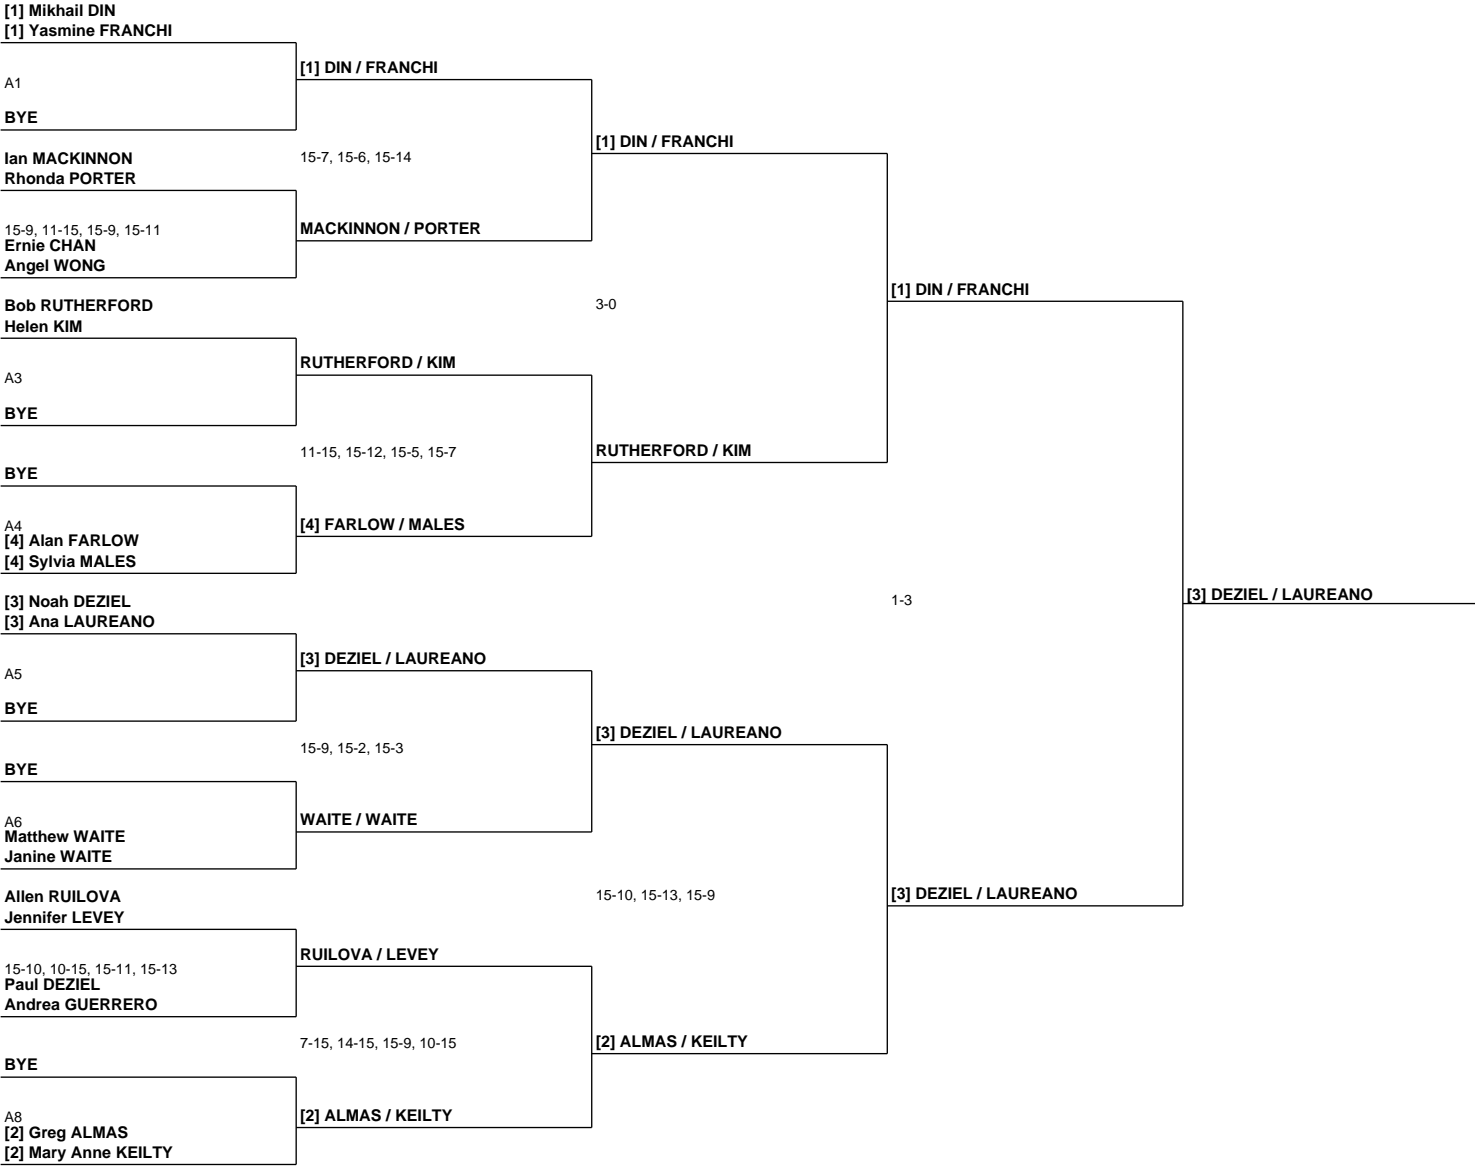 [1] Mikhail DIN
[1] Yasmine FRANCHI
[1] DIN / FRANCHI
A1
BYE
[1] DIN / FRANCHI
Ian MACKINNON
Rhonda PORTER
15-7, 15-6, 15-14
MACKINNON / PORTER
15-9, 11-15, 15-9, 15-11
Ernie CHAN
Angel WONG
[1] DIN / FRANCHI
Bob RUTHERFORD
Helen KIM
3-0
RUTHERFORD / KIM
A3
BYE
11-15, 15-12, 15-5, 15-7
RUTHERFORD / KIM
BYE
A4
[4] Alan FARLOW
[4] Sylvia MALES
[4] FARLOW / MALES
[3] Noah DEZIEL
[3] Ana LAUREANO
1-3
[3] DEZIEL / LAUREANO
[3] DEZIEL / LAUREANO
A5
BYE
[3] DEZIEL / LAUREANO
15-9, 15-2, 15-3
BYE
A6
Matthew WAITE
Janine WAITE
WAITE / WAITE
Allen RUILOVA
Jennifer LEVEY
15-10, 15-13, 15-9
[3] DEZIEL / LAUREANO
RUILOVA / LEVEY
15-10, 10-15, 15-11, 15-13
Paul DEZIEL
Andrea GUERRERO
7-15, 14-15, 15-9, 10-15
[2] ALMAS / KEILTY
BYE
A8
[2] Greg ALMAS
[2] Mary Anne KEILTY
[2] ALMAS / KEILTY